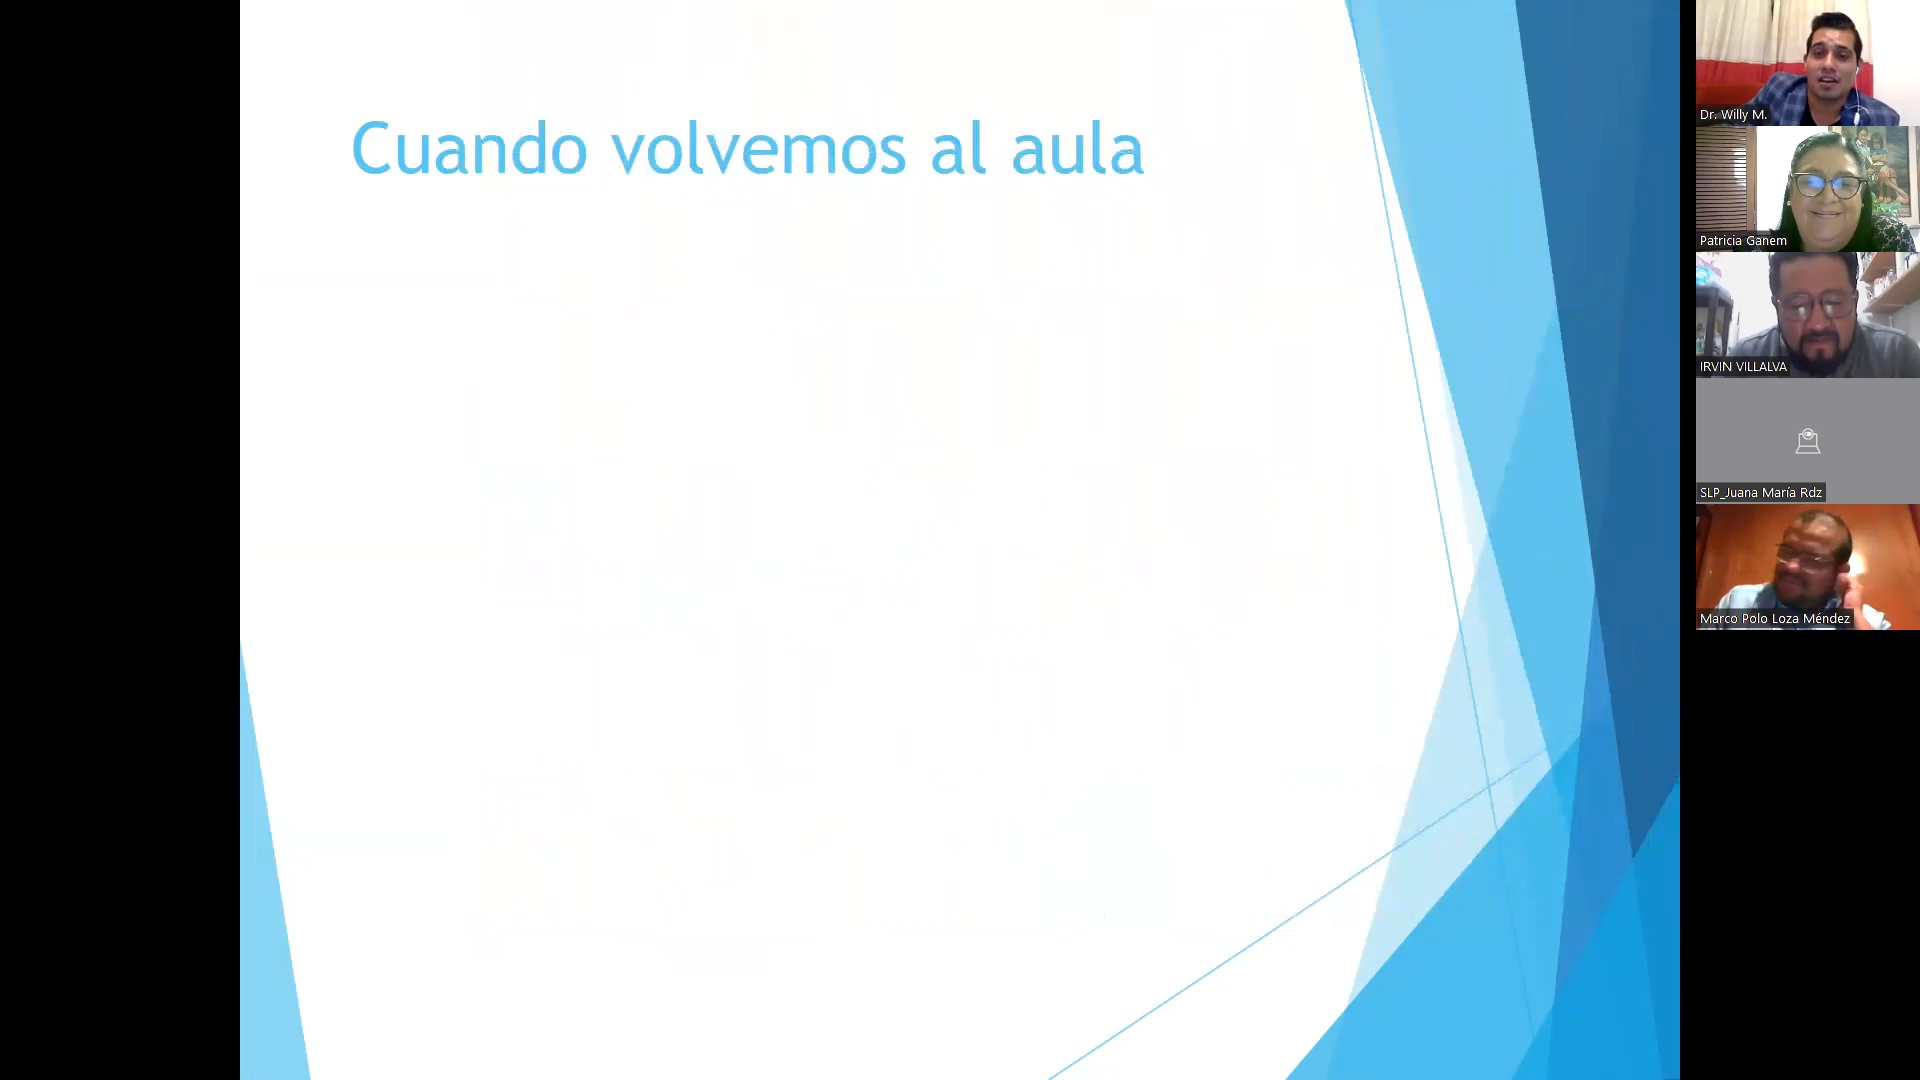 Cuando volvemos al aula
Dr. Willy M.
Patricia Ganem
IRVIN VILLALVA
SLP_Juana María Rdz
Marco Polo Loza Méndez